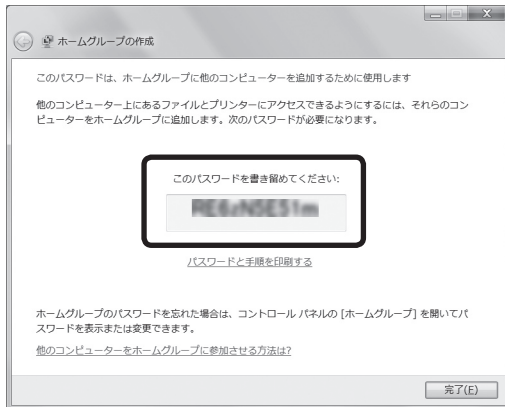 ホームグループの作成
このパスワードは、ホームグループに他のコンピューターを追加するために使用します
他のコンピューター上にあるファイルとプリンターにアクセスできるようにするには、それらのコン
ピューターをホームグループに追加します。次のパスワードが必要になります。
このパスワードを書き留めてください:
パスワードと手順を印刷する
ホームグループのパスワードを忘れた場合は、コントロール パネルの [ホームグループ] を開いてパ
スワードを表示または変更できます。
他のコンピューターをホームグループに参加させる方法は?
完了(E)